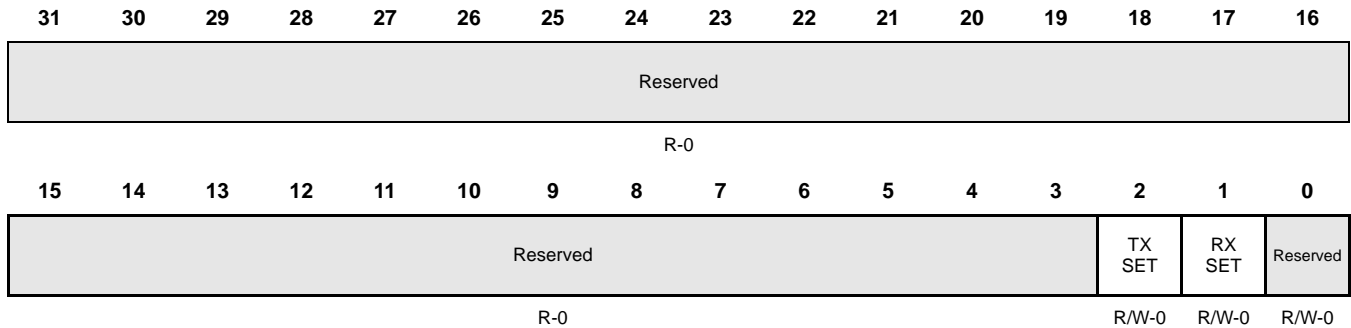 31 30 29 28 27 26 25 24 23 22 21 20 19 18 17 16
Reserved
R-0
15 14 13 12 11 10 9 8 7 6 5 4 3 2 1 0
Reserved TX SET RX SET Reserved
R-0 R/W-0 R/W-0 R/W-0